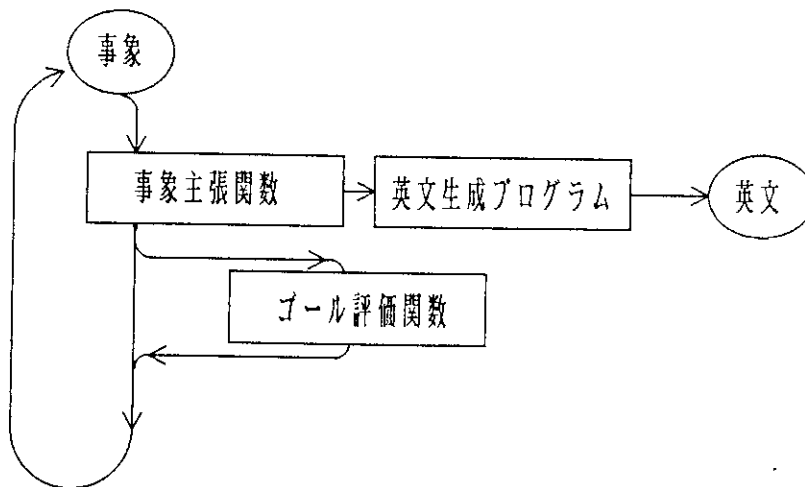 事象
事象主張関数
英文生成プログラム
英文
ゴール評価関数